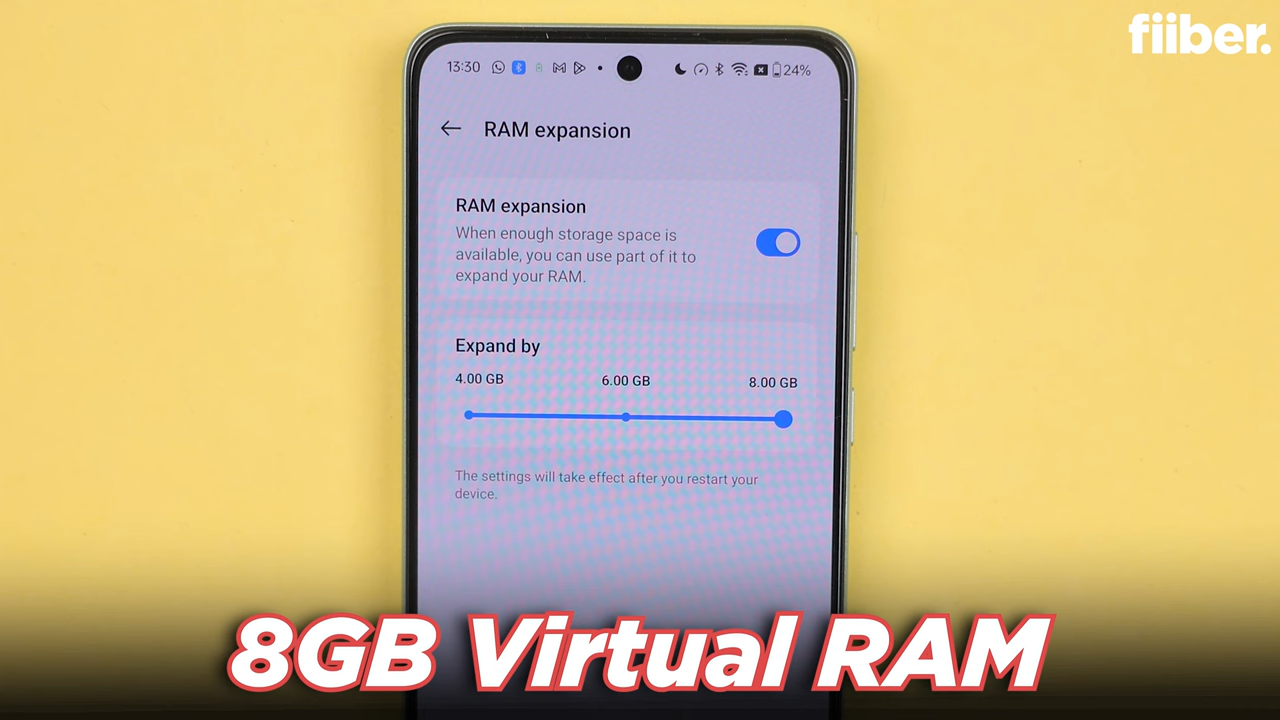 fiiber.
13:30 24%
RAM expansion
RAM expansion
When enough storage space is
available, you can use part of it to
expand your RAM.
Expand by
4.00 GB 6.00 GB 8.00 GB
The settings will take effect after you restart your
device.
8GB Virtual RAM